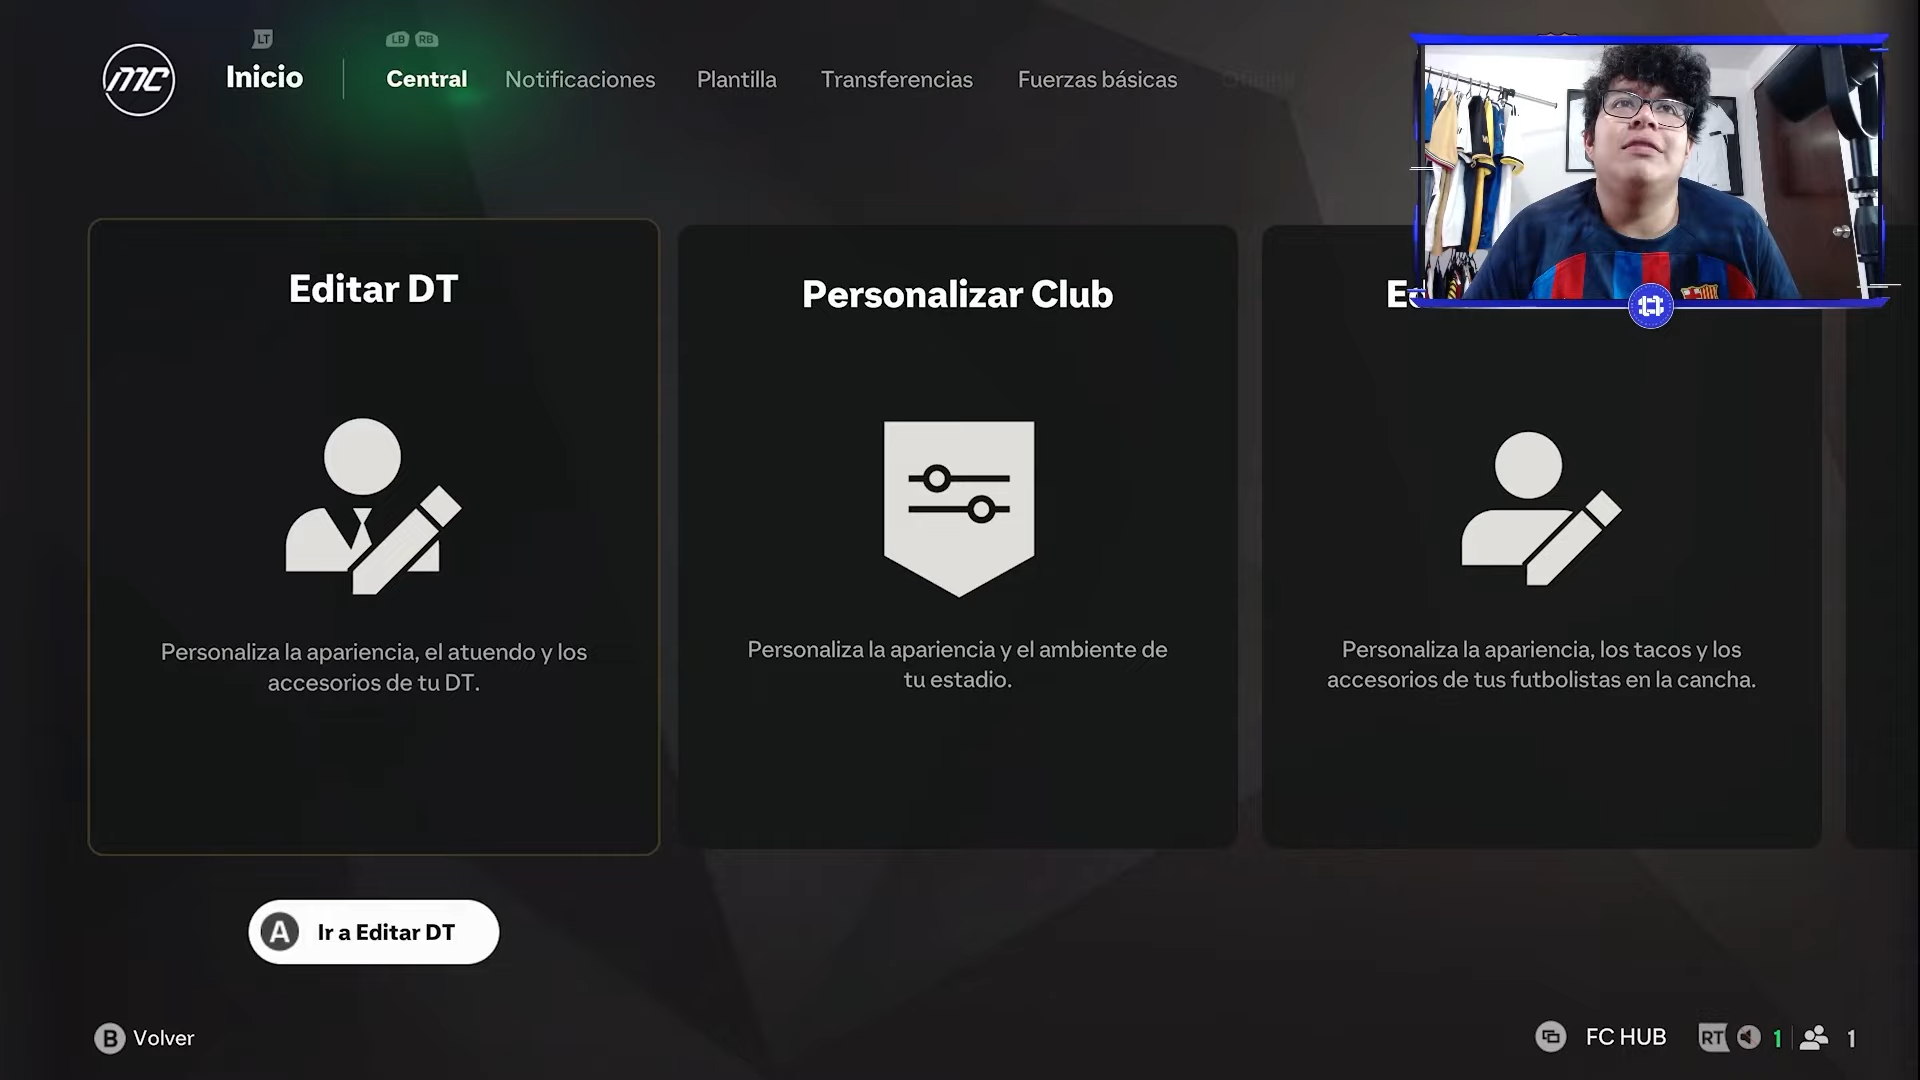 LT
LB RB
MC
Inicio
Central
Notificaciones
Plantilla
Transferencias
Fuerzas básicas
Editar DT
Personalizar Club
Personaliza la apariencia, el atuendo y los
accesorios de tu DT.
Personaliza la apariencia y el ambiente de
tu estadio.
Personaliza la apariencia, los tacos y los
accesorios de tus futbolistas en la cancha.
A Ir a Editar DT
B Volver
FC HUB
RT 1 1